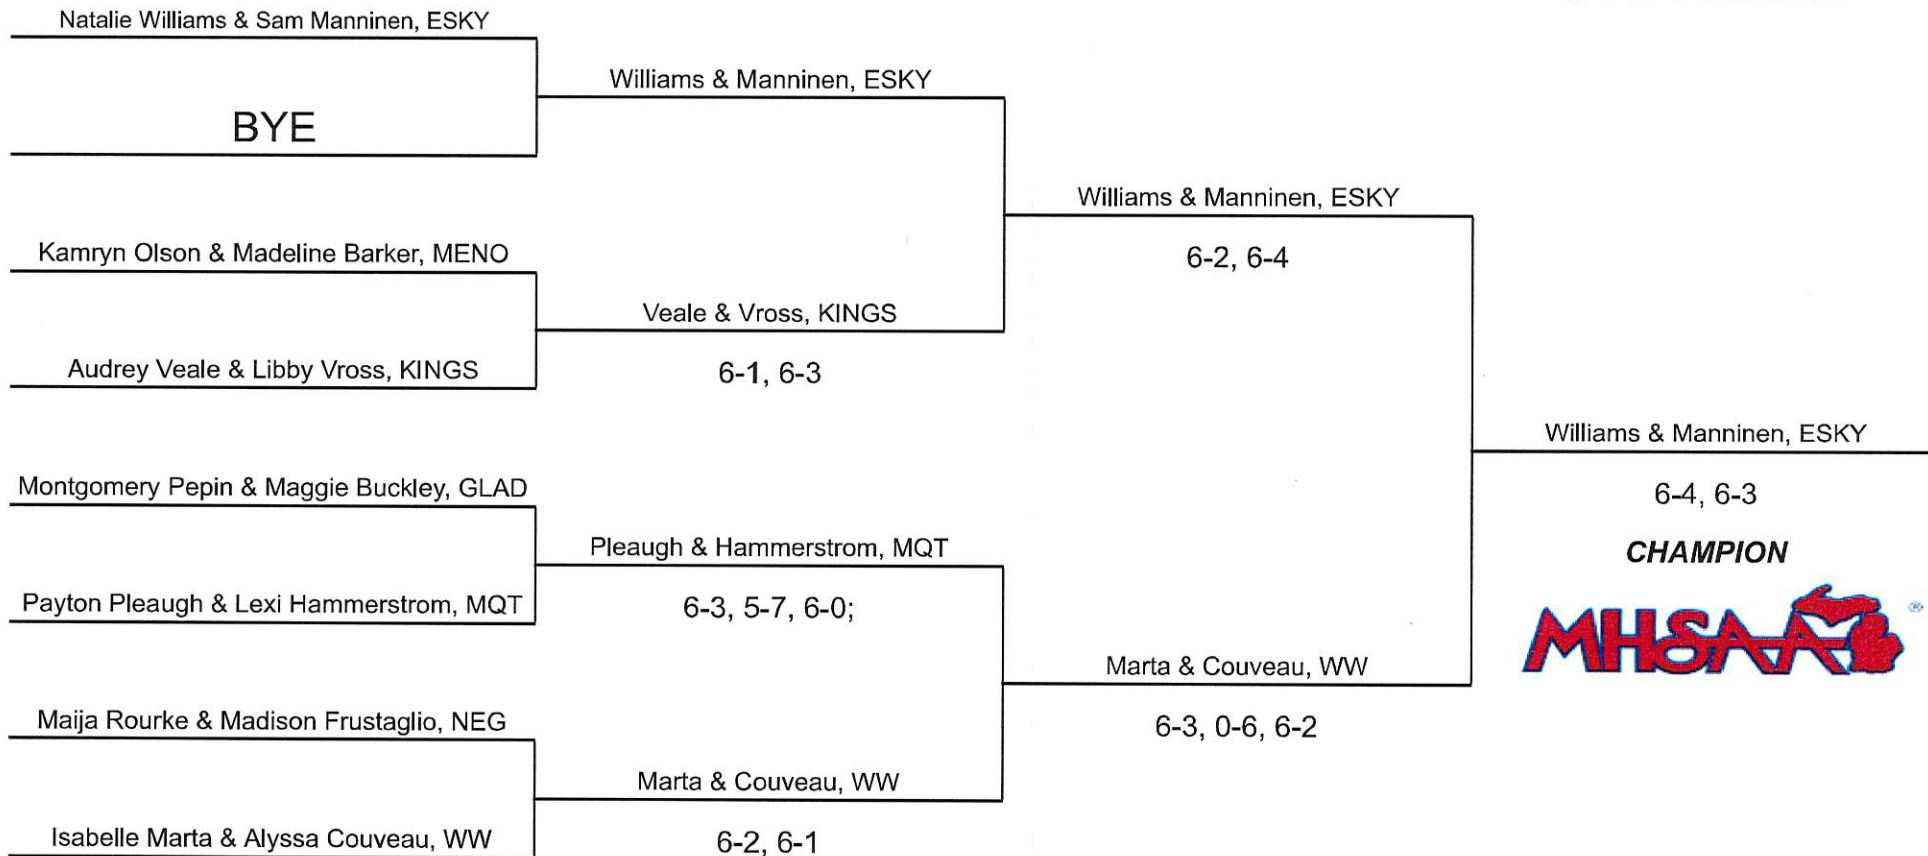 Natalie Williams & Sam Manninen, ESKY
BYE
Kamryn Olson & Madeline Barker, MENO
Audrey Veale & Libby Vross, KINGS
Montgomery Pepin & Maggie Buckley, GLAD
Payton Pleaugh & Lexi Hammerstrom, MQT
Maija Rourke & Madison Frustaglio, NEG
Isabelle Marta & Alyssa Couveau, WW
Williams & Manninen, ESKY
Veale & Vross, KINGS
6-1, 6-3
Pleaugh & Hammerstrom, MQT
6-3, 5-7, 6-0;
Marta & Couveau, WW
6-2, 6-1
Williams & Manninen, ESKY
6-2, 6-4
Marta & Couveau, WW
6-3, 0-6, 6-2
Williams & Manninen, ESKY
6-4, 6-3
CHAMPION
MHSAA ®